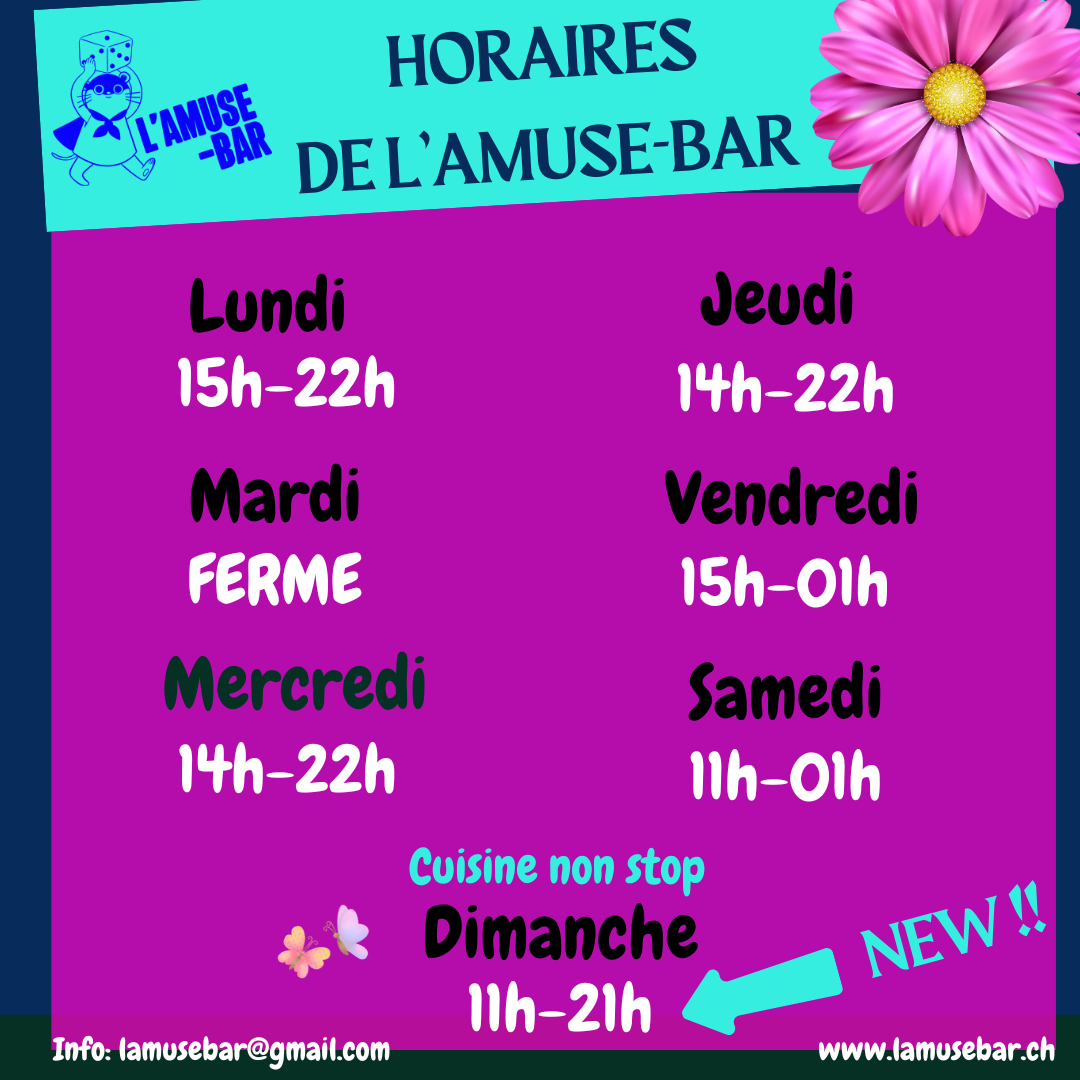 L'AMUSE
-BAR
HORAIRES
DE L'AMUSE-BAR
Lundi
15h-22h
Mardi
FERME
Mercredi
14h-22h
Jeudi
14h-22h
Vendredi
15h-01h
Samedi
11h-01h
Cuisine non stop
Dimanche
11h-21h
NEW !!
Info: lamusebar@gmail.com
www.lamusebar.ch